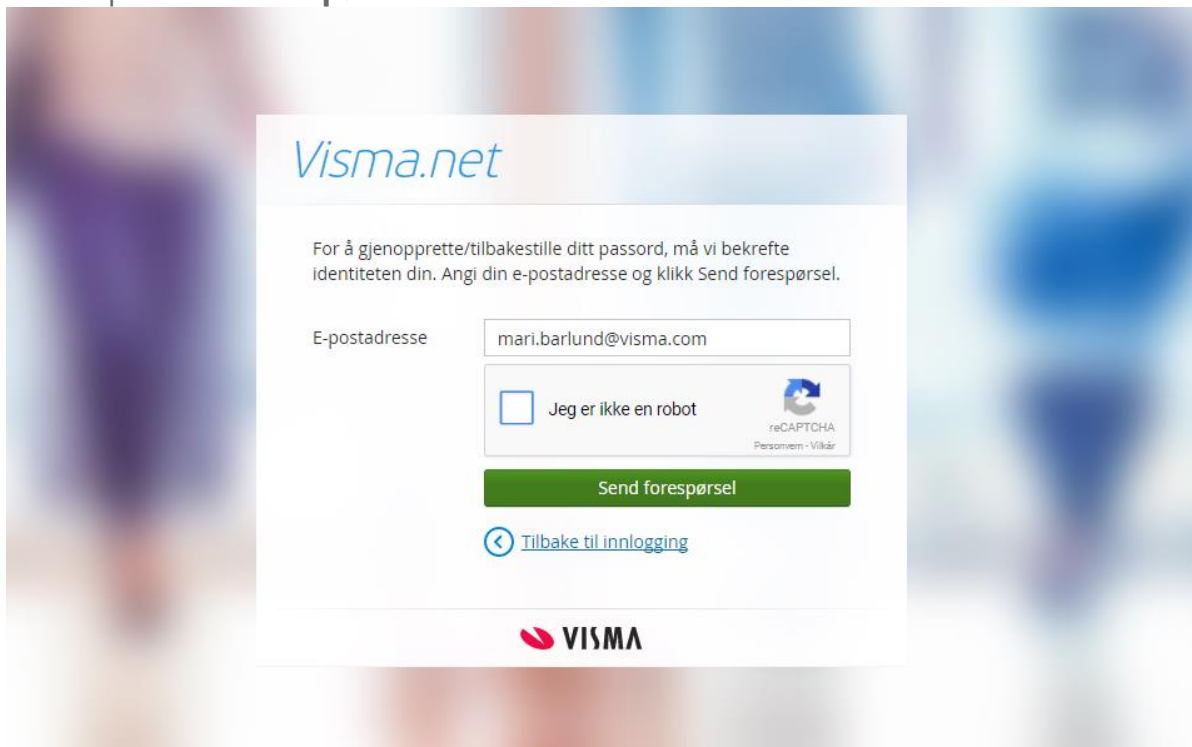 Visma.net
For å gjenopprette/tilbakestille ditt passord, må vi bekrefte
identiteten din. Angi din e-postadresse og klikk Send forespørsel.
E-postadresse
mari.barlund@visma.com
Jeg er ikke en robot
reCAPTCHA
Personvern - Vilkår
Send forespørsel
Tilbake til innlogging
VISMA